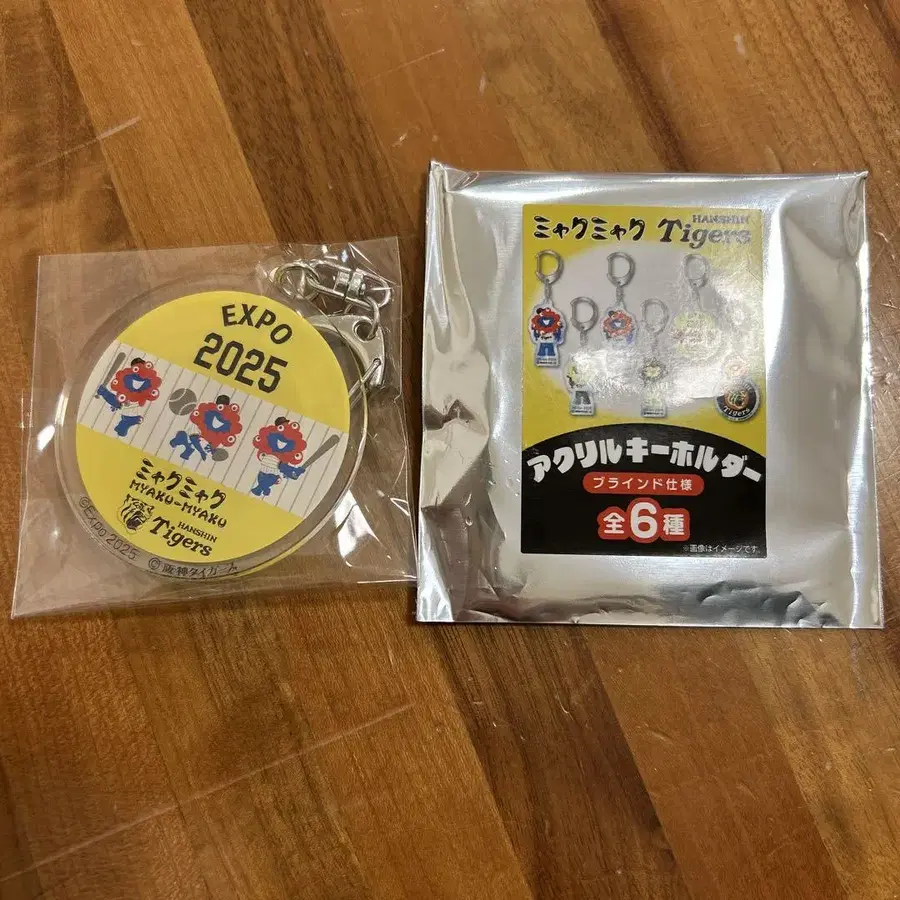 EXPO
2025
ミャクミャク
MYAKU-MYAKU
HANSHIN
Tigers
©Expo 2025
©阪神タイガース
ミャクミャク HANSHIN Tigers
Tigers
アクリルキーホルダー
ブラインド仕様
全6種
※画像はイメージです。